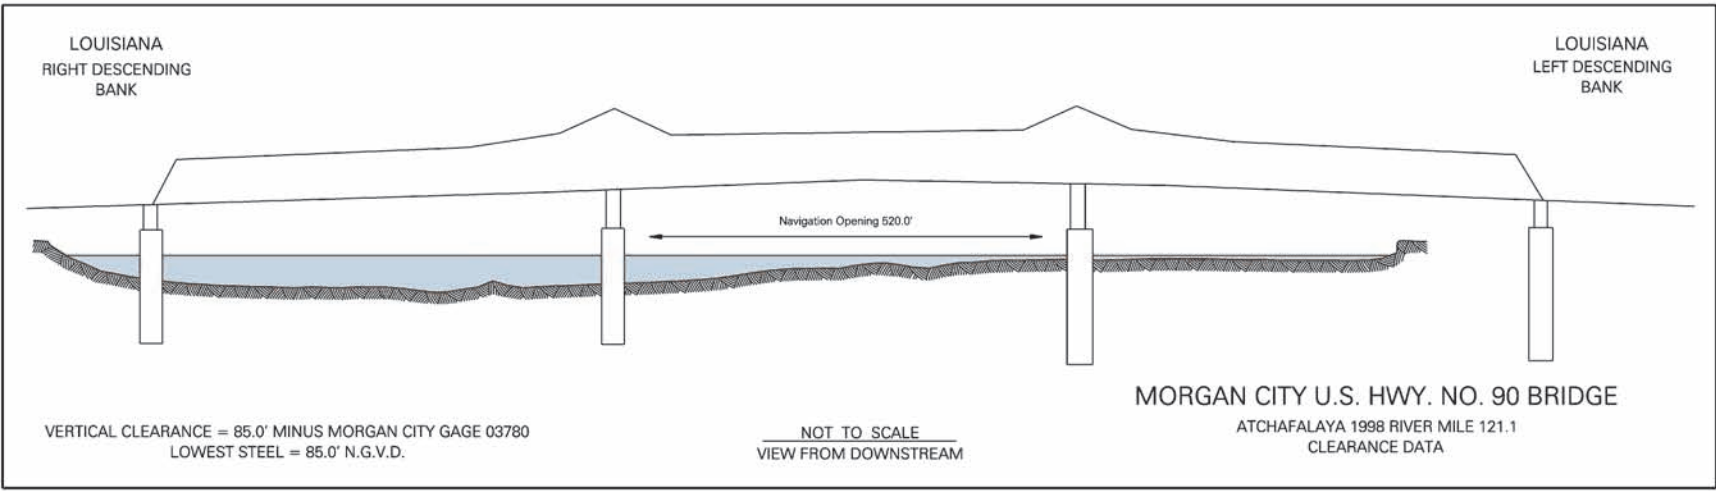 LOUISIANA
RIGHT DESCENDING
BANK
LOUISIANA
LEFT DESCENDING
BANK
Navigation Opening 520.0'
MORGAN CITY U.S. HWY. NO. 90 BRIDGE
ATCHAFALAYA 1998 RIVER MILE 121.1
CLEARANCE DATA
VERTICAL CLEARANCE = 85.0' MINUS MORGAN CITY GAGE 03780
LOWEST STEEL = 85.0' N.G.V.D.
NOT TO SCALE
VIEW FROM DOWNSTREAM